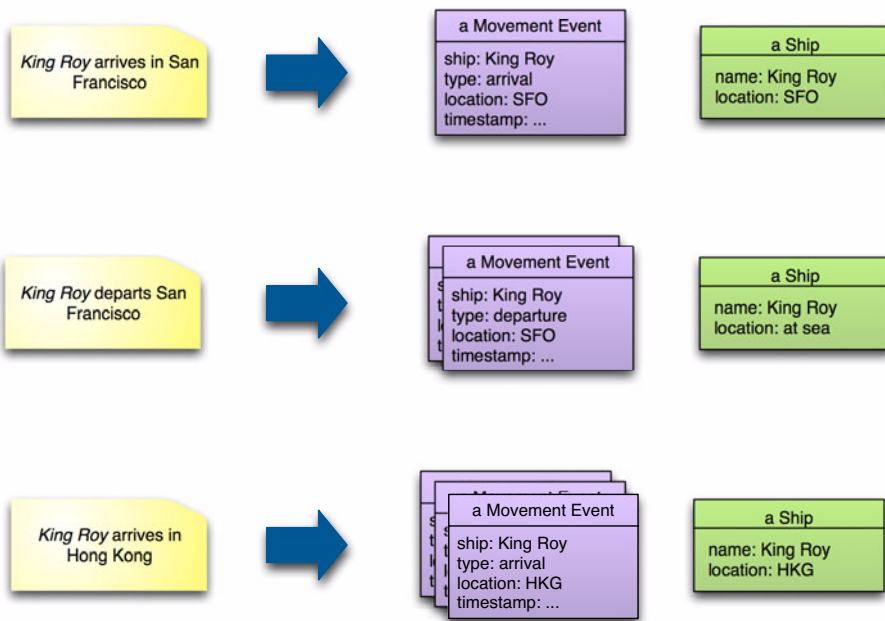 King Roy arrives in San
Francisco
a Movement Event
ship: King Roy
type: arrival
location: SFO
timestamp: ...
a Ship
name: King Roy
location: SFO
King Roy departs San
Francisco
a Movement Event
ship: King Roy
type: departure
location: SFO
timestamp: ...
a Ship
name: King Roy
location: at sea
King Roy arrives in
Hong Kong
a Movement Event
a Movement Event
ship: King Roy
type: arrival
location: HKG
timestamp: ...
a Ship
name: King Roy
location: HKG